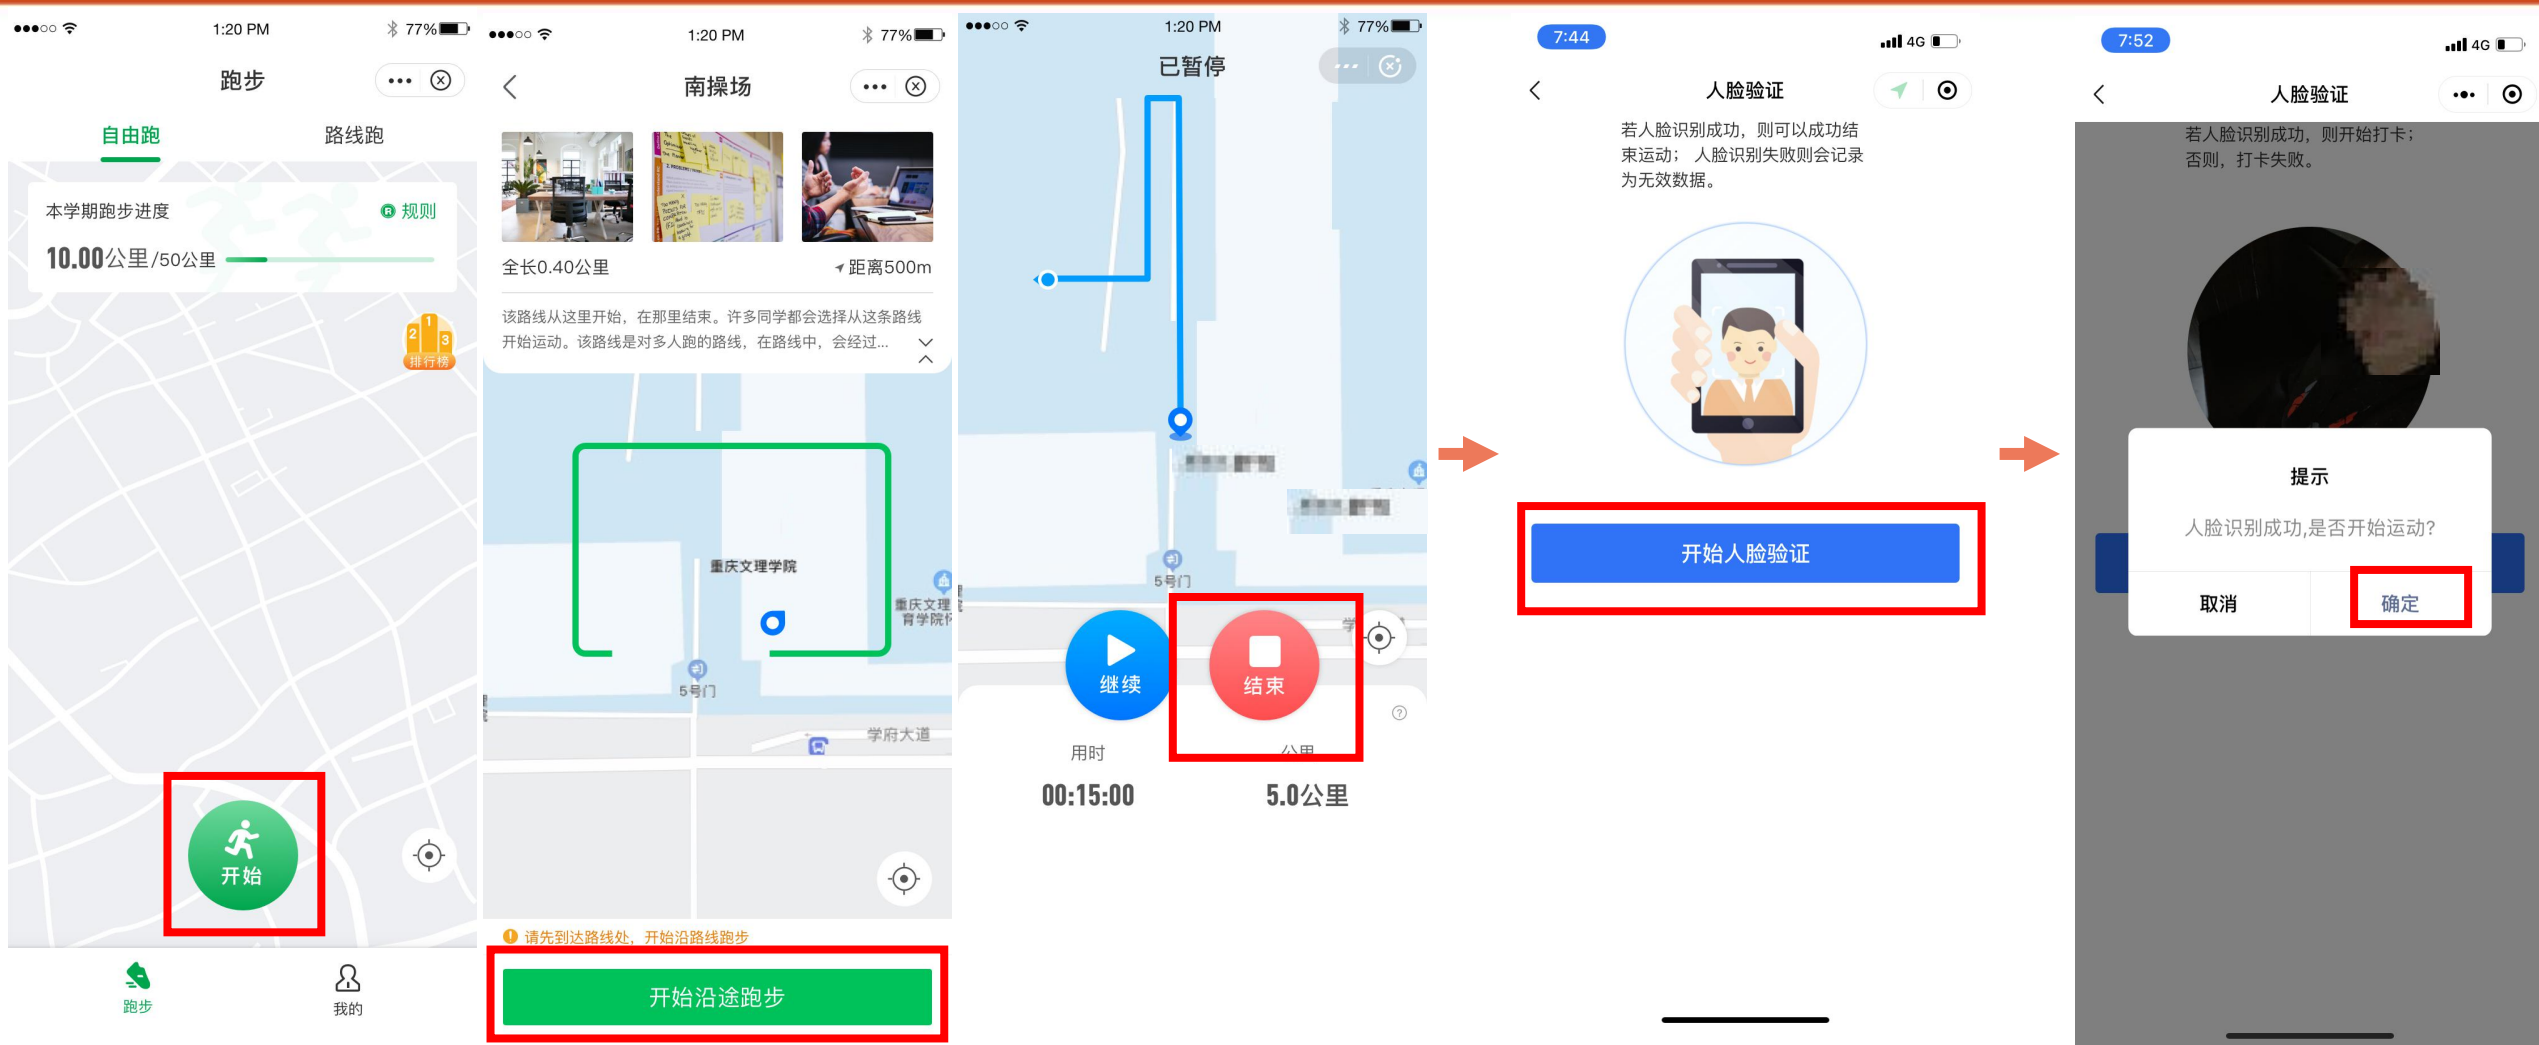 1:20 PM
77%
跑步
自由跑
路线跑
本学期跑步进度
规则
10.00公里/50公里
1
2
3
排行榜
开始
跑步
我的
1:20 PM
77%
南操场
全长0.40公里
距离500m
该路线从这里开始，在那里结束。许多同学都会选择从这条路线
开始运动。该路线是对多人跑的路线，在路线中，会经过...
重庆文理学院
重庆文理
育学院
5号门
学府大道
请先到达路线处，开始沿路线跑步
开始沿途跑步
1:20 PM
77%
已暂停
5号门
学
继续
结束
用时
公里
00:15:00
5.0公里
7:44
4G
人脸验证
若人脸识别成功，则可以成功结
束运动；人脸识别失败则会记录
为无效数据。
开始人脸验证
7:52
4G
人脸验证
若人脸识别成功，则开始打卡；
否则，打卡失败。
提示
人脸识别成功,是否开始运动?
取消
确定